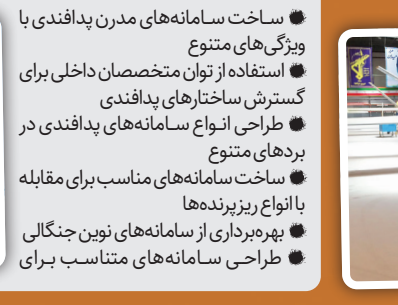 ساخت سامانه‌های مدرن پدافندی با
ویژگی‌های متنوع
استفاده از توان متخصصان داخلی برای
گسترش ساختارهای پدافندی
طراحی انواع سامانه‌های پدافندی در
بردهای متنوع
ساخت سامانه‌های مناسب برای مقابله
با انواع ریزپرنده‌ها
بهره‌برداری از سامانه‌های نوین جنگالی
طراحی سامانه‌های متناسب برای